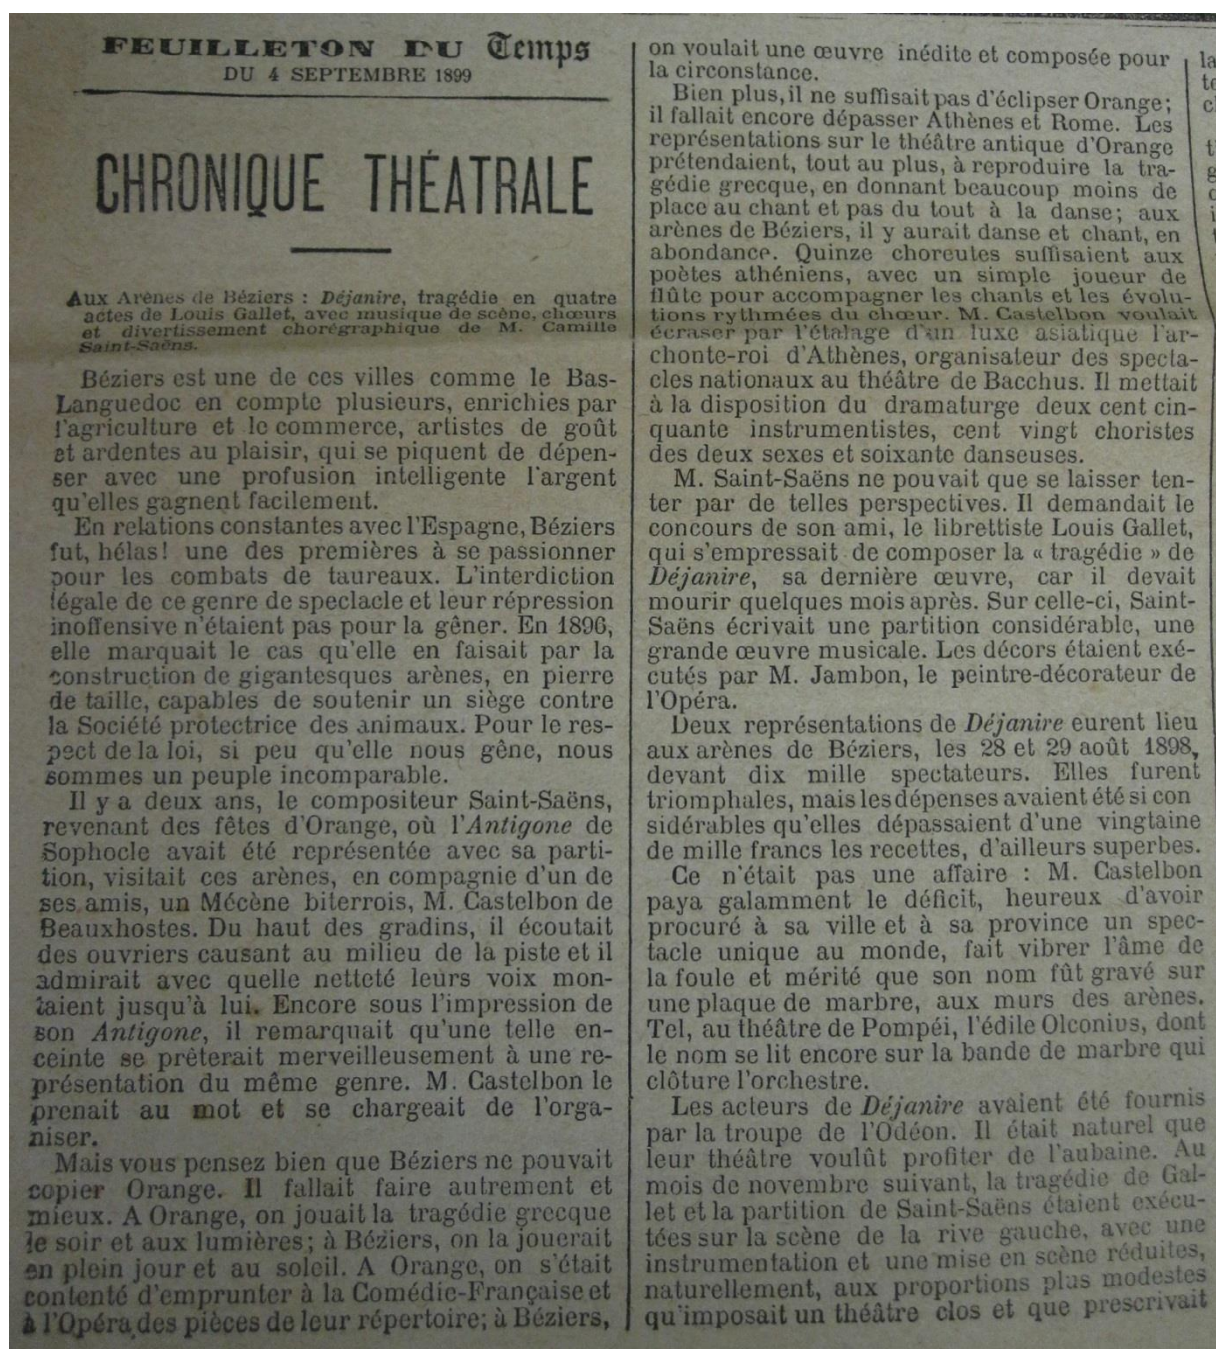 FEUILLETON DU Temps
DU 4 SEPTEMBRE 1899
CHRONIQUE THÉATRALE
Aux Arènes de Béziers : Déjanire, tragédie en quatre
actes de Louis Gallet, avec musique de scène, chœurs
et divertissement chorégraphique de M. Camille
Saint-Saëns.
Béziers est une de ces villes comme le Bas-
Languedoc en compte plusieurs, enrichies par
l'agriculture et le commerce, artistes de goût
et ardentes au plaisir, qui se piquent de dépen-
ser avec une profusion intelligente l'argent
qu'elles gagnent facilement.
En relations constantes avec l'Espagne, Béziers
fut, hélas! une des premières à se passionner
pour les combats de taureaux. L'interdiction
légale de ce genre de speclacle et leur répression
inoffensive n'étaient pas pour la gêner. En 1896,
elle marquait le cas qu'elle en faisait par la
construction de gigantesques arènes, en pierre
de taille, capables de soutenir un siège contre
la Société protectrice des animaux. Pour le res-
pect de la loi, si peu qu'elle nous gêne, nous
sommes un peuple incomparable.
Il y a deux ans, le compositeur Saint-Saëns,
revenant des fêtes d'Orange, où l'Antigone de
Sophocle avait été représentée avec sa parti-
tion, visitait ces arènes, en compagnie d'un de
ses amis, un Mécène biterrois, M. Castelbon de
Beauxhostes. Du haut des gradins, il écoutait
des ouvriers causant au milieu de la piste et il
admirait avec quelle netteté leurs voix mon-
taient jusqu'à lui. Encore sous l'impression de
son Antigone, il remarquait qu'une telle en-
ceinte se prêterait merveilleusement à une re-
présentation du même genre. M. Castelbon le
prenait au mot et se chargeait de l'orga-
niser.
Mais vous pensez bien que Béziers ne pouvait
copier Orange. Il fallait faire autrement et
mieux. A Orange, on jouait la tragédie grecque
le soir et aux lumières; à Béziers, on la jouerait
en plein jour et au soleil. A Orange, on s'était
contenté d'emprunter à la Comédie-Française et
à l'Opéra des pièces de leur répertoire; à Béziers,
on voulait une œuvre inédite et composée pour
la circonstance.
Bien plus, il ne suffisait pas d'éclipser Orange;
il fallait encore dépasser Athènes et Rome. Les
représentations sur le théâtre antique d'Orange
prétendaient, tout au plus, à reproduire la tra-
gédie grecque, en donnant beaucoup moins de
place au chant et pas du tout à la danse; aux
arènes de Béziers, il y aurait danse et chant, en
abondance. Quinze choreutes suffisaient aux
poètes athéniens, avec un simple joueur de
flûte pour accompagner les chants et les évolu-
tions rythmées du chœur. M. Castelbon voulait
écraser par l'étalage d'un luxe asiatique l'ar-
chonte-roi d'Athènes, organisateur des specta-
cles nationaux au théâtre de Bacchus. Il mettait
à la disposition du dramaturge deux cent cin-
quante instrumentistes, cent vingt choristes
des deux sexes et soixante danseuses.
M. Saint-Saëns ne pouvait que se laisser ten-
ter par de telles perspectives. Il demandait le
concours de son ami, le librettiste Louis Gallet,
qui s'empressait de composer la « tragédie » de
Déjanire, sa dernière œuvre, car il devait
mourir quelques mois après. Sur celle-ci, Saint-
Saëns écrivait une partition considérable, une
grande œuvre musicale. Les décors étaient exé-
cutés par M. Jambon, le peintre-décorateur de
l'Opéra.
Deux représentations de Déjanire eurent lieu
aux arènes de Béziers, les 28 et 29 août 1898,
devant dix mille spectateurs. Elles furent
triomphales, mais les dépenses avaient été si con
sidérables qu'elles dépassaient d'une vingtaine
de mille francs les recettes, d'ailleurs superbes.
Ce n'était pas une affaire : M. Castelbon
paya galamment le déficit, heureux d'avoir
procuré à sa ville et à sa province un spec-
tacle unique au monde, fait vibrer l'âme de
la foule et mérité que son nom fût gravé sur
une plaque de marbre, aux murs des arènes.
Tel, au théâtre de Pompéi, l'édile Olconius, dont
le nom se lit encore sur la bande de marbre qui
clôture l'orchestre.
Les acteurs de Déjanire avaient été fournis
par la troupe de l'Odéon. Il était naturel que
leur théâtre voulût profiter de l'aubaine. Au
mois de novembre suivant, la tragédie de Gal-
let et la partition de Saint-Saëns étaient exécu-
tées sur la scène de la rive gauche, avec une
instrumentation et une mise en scène réduites,
naturellement, aux proportions plus modestes
qu'imposait un théâtre clos et que prescrivait